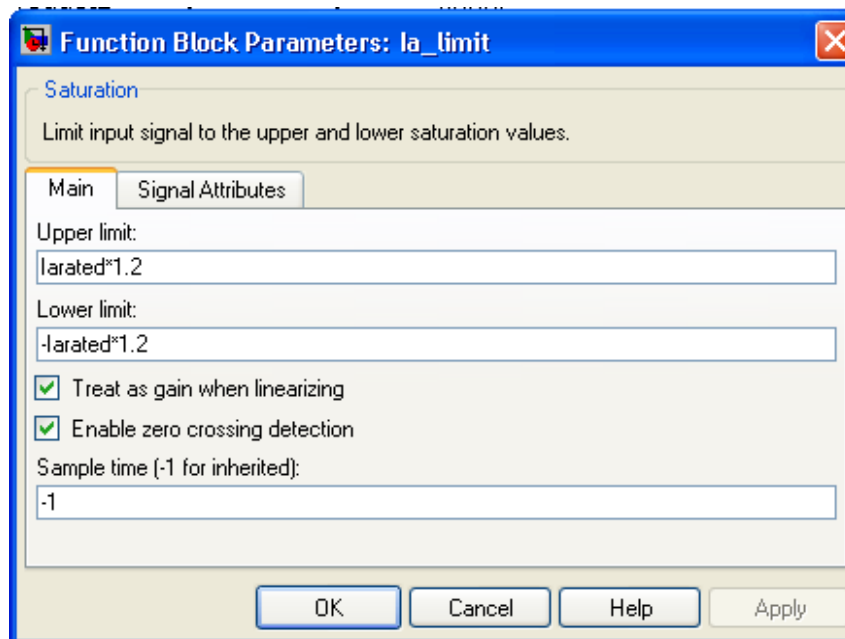 Function Block Parameters: Ia_limit
Saturation
Limit input signal to the upper and lower saturation values.
Main
Signal Attributes
Upper limit:
Iarated*1.2
Lower limit:
-Iarated*1.2
Treat as gain when linearizing
Enable zero crossing detection
Sample time (-1 for inherited):
-1
OK
Cancel
Help
Apply